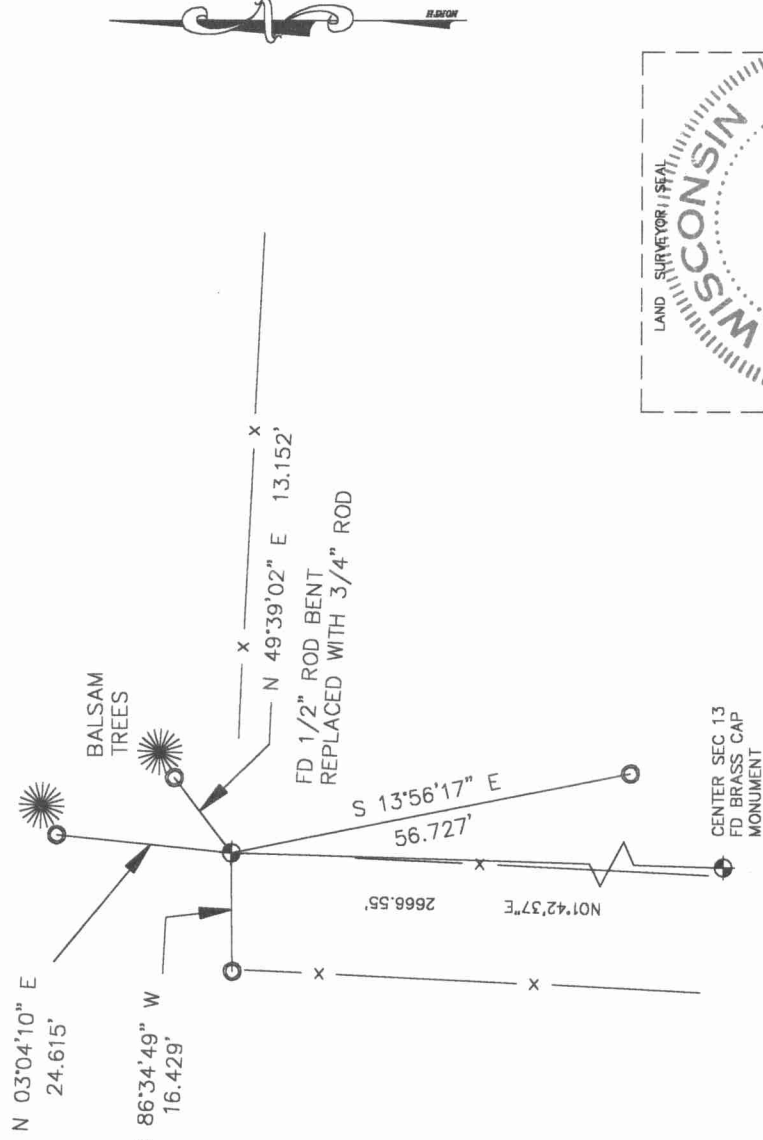 NORTH
LAND SURVEYOR SEAL
WISCONSIN
BALSAM
TREES
N 49°39'02" E 13.152'
FD 1/2" ROD BENT
REPLACED WITH 3/4" ROD
N 03°04'10" E
24.615'
86°34'49" W
16.429'
S 13°56'17" E
56.727'
2666.55'
N01°42'37"E
CENTER SEC 13
FD BRASS CAP
MONUMENT
X
X
X
X
X